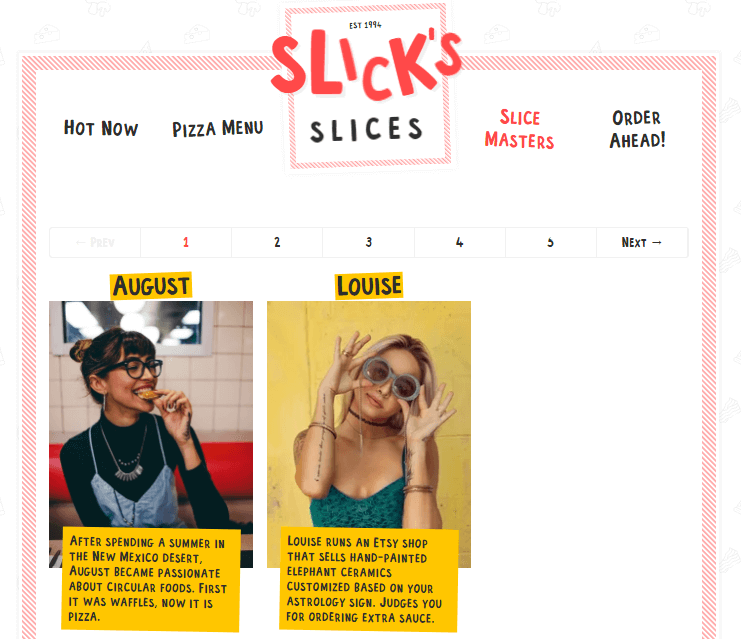 EST 1994
SLICK'S
SLICES
HOT NOW
PIZZA MENU
SLICE
MASTERS
ORDER
AHEAD!
← PREV
1
2
3
4
5
NEXT →
AUGUST
AFTER SPENDING A SUMMER IN
THE NEW MEXICO DESERT,
AUGUST BECAME PASSIONATE
ABOUT CIRCULAR FOODS. FIRST
IT WAS WAFFLES, NOW IT IS
PIZZA.
LOUISE
LOUISE RUNS AN ETSY SHOP
THAT SELLS HAND-PAINTED
ELEPHANT CERAMICS
CUSTOMIZED BASED ON YOUR
ASTROLOGY SIGN. JUDGES YOU
FOR ORDERING EXTRA SAUCE.